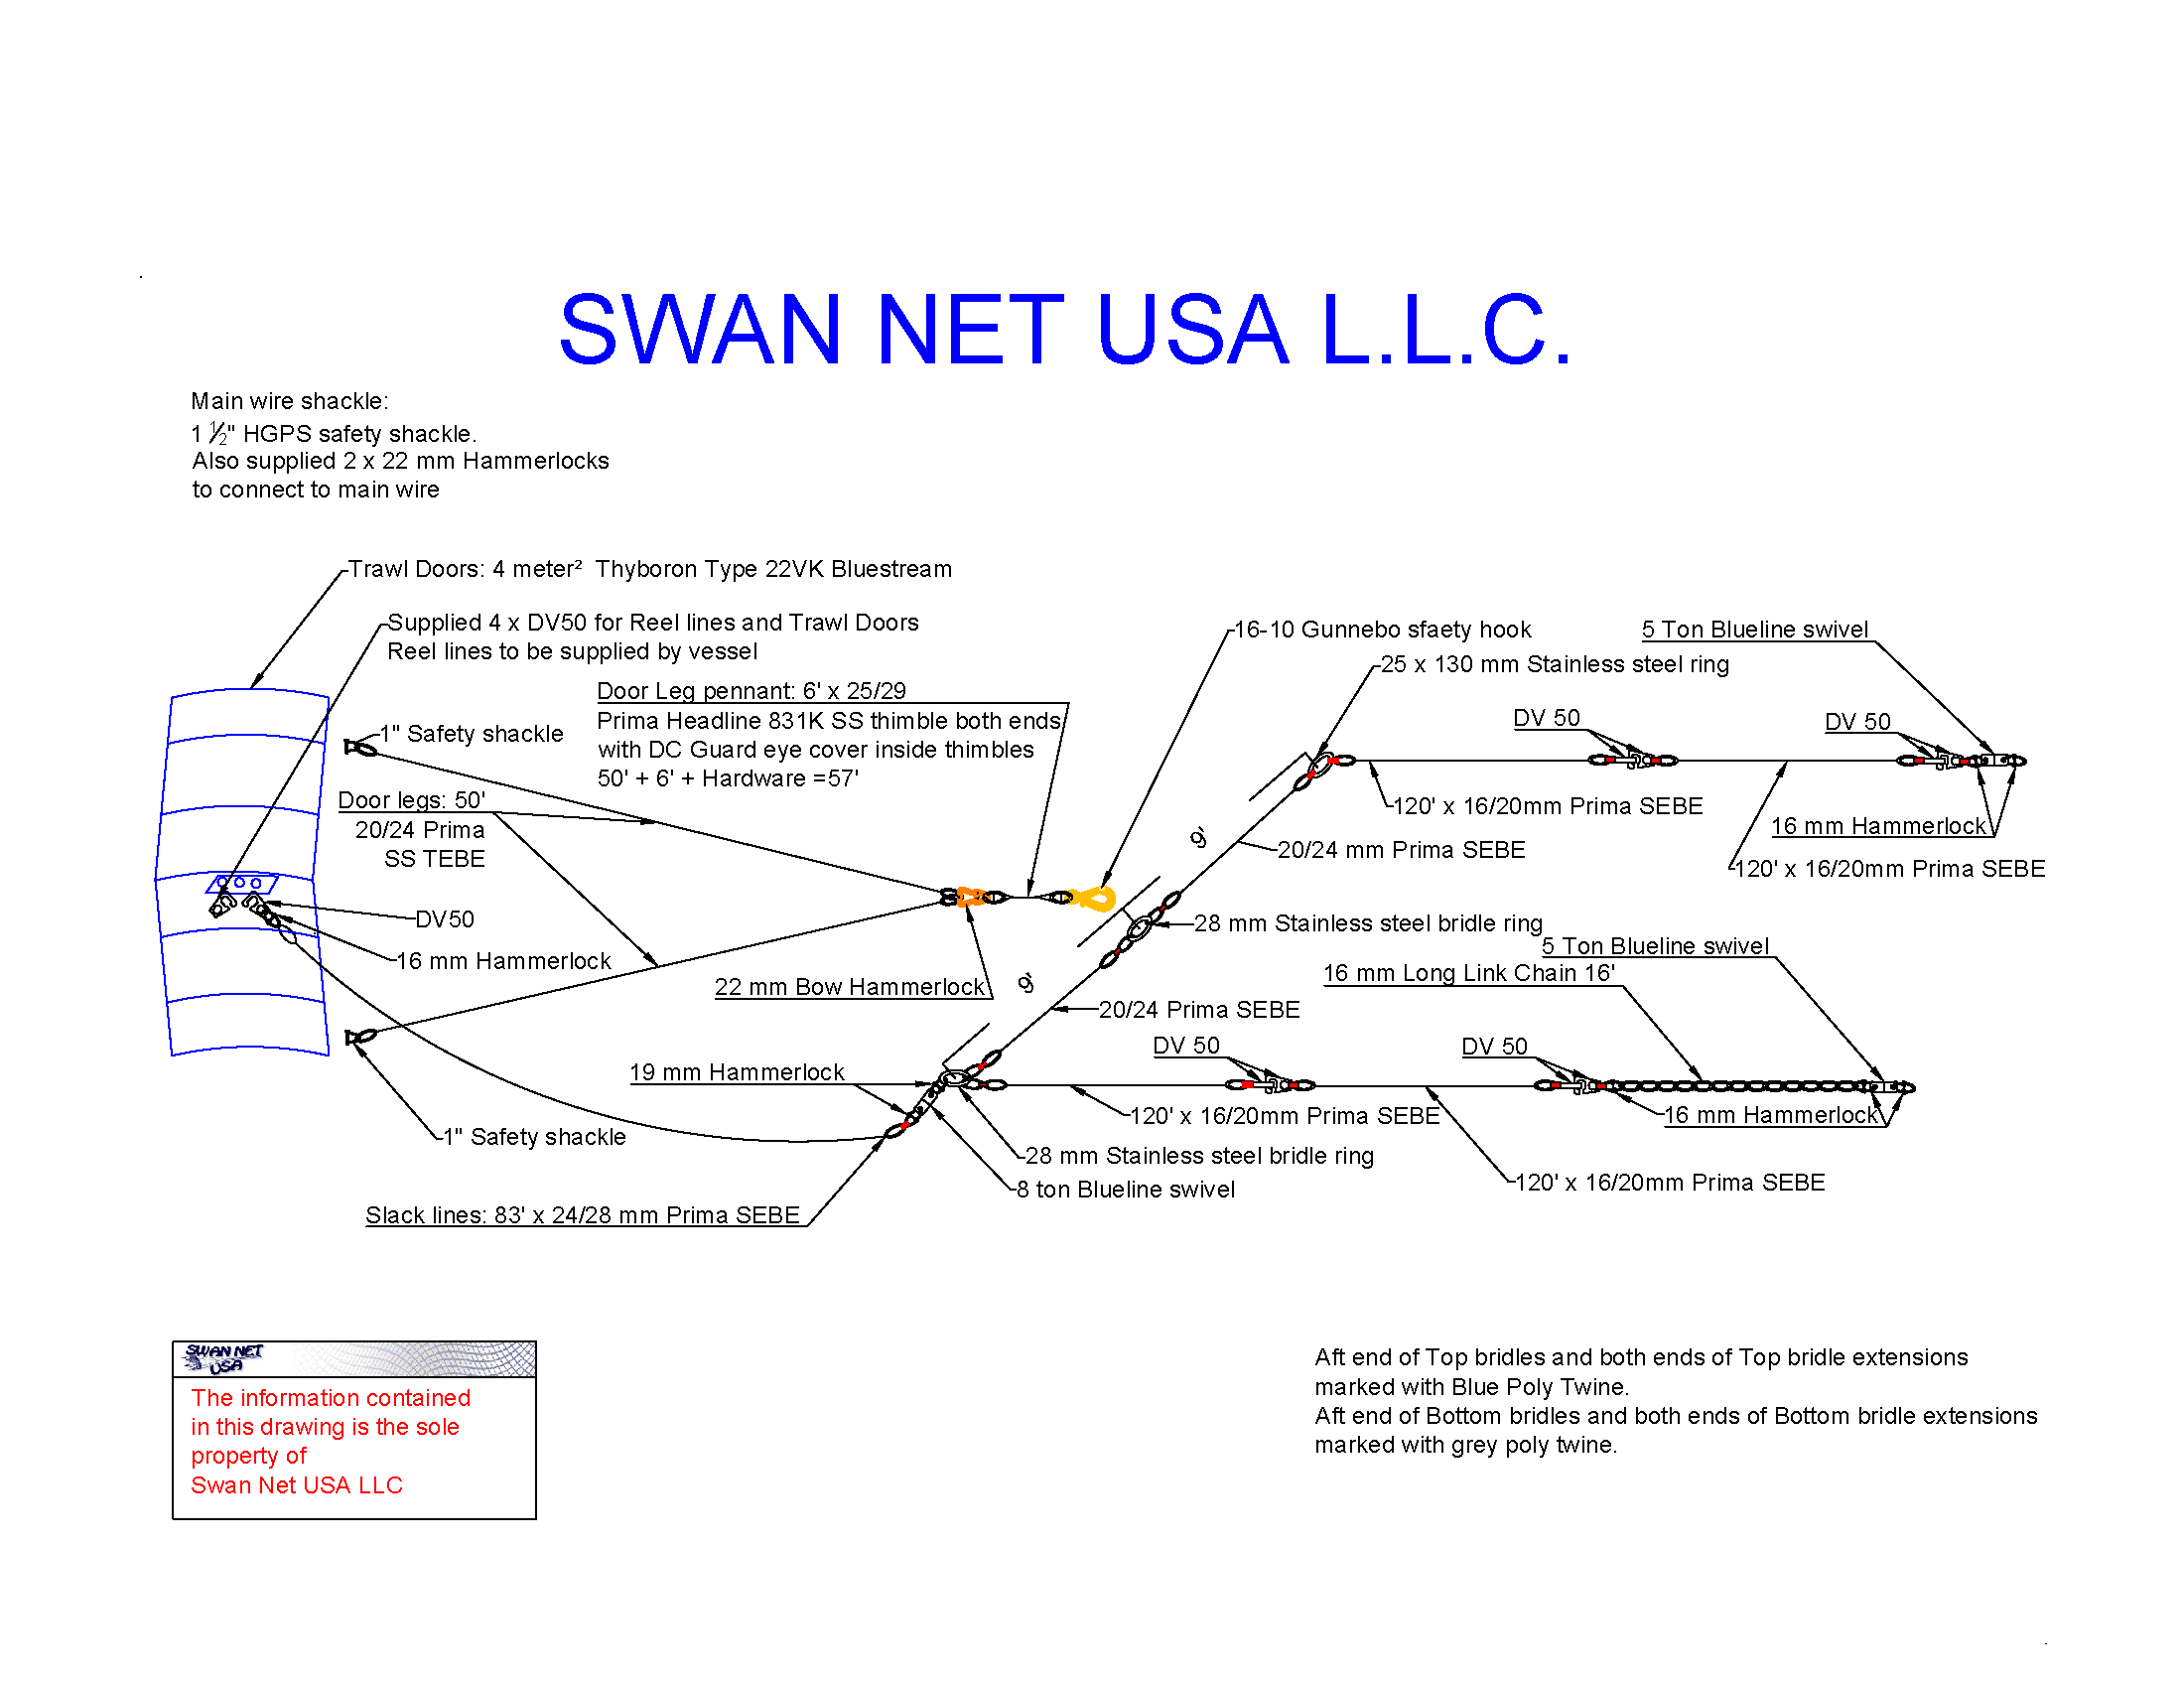 SWAN NET USA L.L.C.
Main wire shackle:
1 1/2" HGPS safety shackle.
Also supplied 2 x 22 mm Hammerlocks
to connect to main wire
Trawl Doors: 4 meter² Thyboron Type 22VK Bluestream
Supplied 4 x DV50 for Reel lines and Trawl Doors
Reel lines to be supplied by vessel
Door Leg pennant: 6' x 25/29
Prima Headline 831K SS thimble both ends
with DC Guard eye cover inside thimbles
50' + 6' + Hardware =57'
1" Safety shackle
Door legs: 50'
20/24 Prima
SS TEBE
DV50
16 mm Hammerlock
22 mm Bow Hammerlock
1" Safety shackle
16-10 Gunnebo sfaety hook
25 x 130 mm Stainless steel ring
5 Ton Blueline swivel
DV 50
DV 50
120' x 16/20mm Prima SEBE
16 mm Hammerlock
120' x 16/20mm Prima SEBE
9'
20/24 mm Prima SEBE
28 mm Stainless steel bridle ring
9'
20/24 Prima SEBE
5 Ton Blueline swivel
16 mm Long Link Chain 16'
DV 50
DV 50
19 mm Hammerlock
120' x 16/20mm Prima SEBE
16 mm Hammerlock
28 mm Stainless steel bridle ring
8 ton Blueline swivel
120' x 16/20mm Prima SEBE
Slack lines: 83' x 24/28 mm Prima SEBE
SWAN NET
USA
The information contained
in this drawing is the sole
property of
Swan Net USA LLC
Aft end of Top bridles and both ends of Top bridle extensions
marked with Blue Poly Twine.
Aft end of Bottom bridles and both ends of Bottom bridle extensions
marked with grey poly twine.